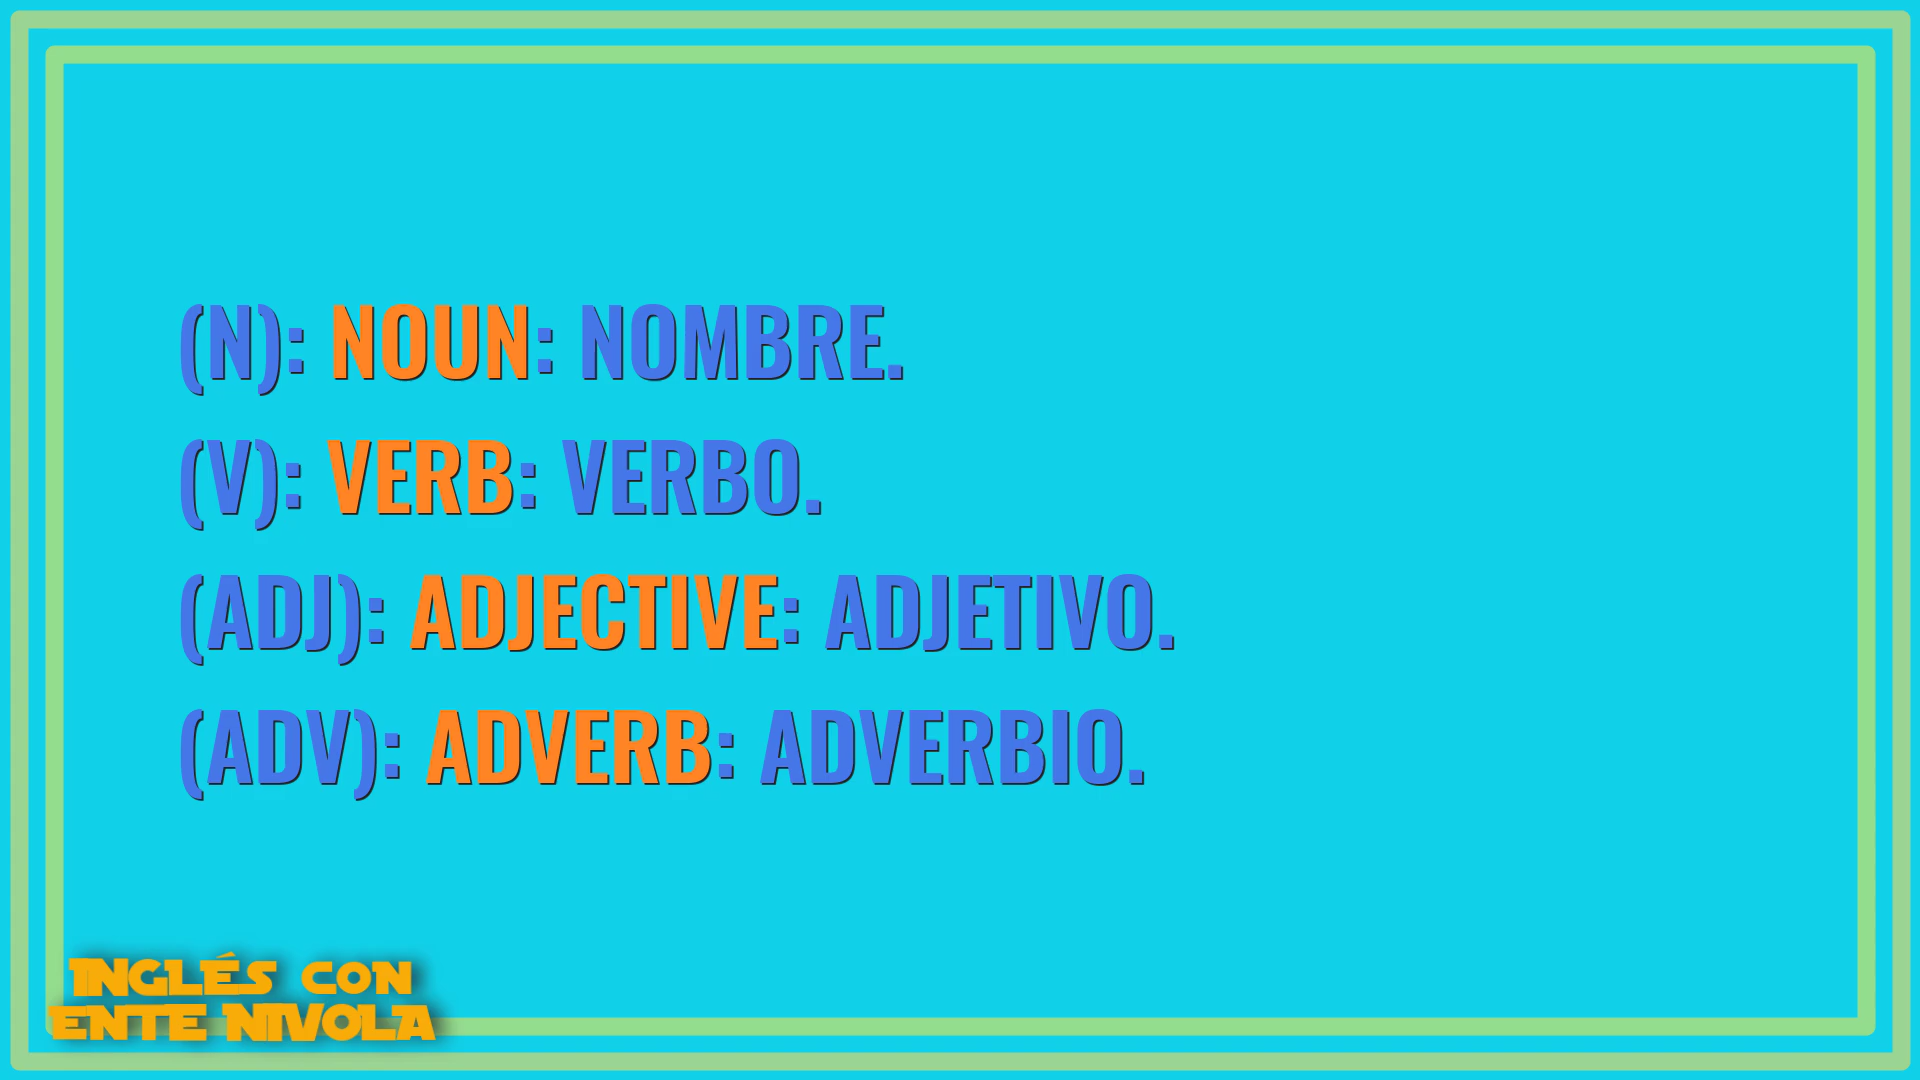 (N): NOUN: NOMBRE.
(V): VERB: VERBO.
(ADJ): ADJECTIVE: ADJETIVO.
(ADV): ADVERB: ADVERBIO.
INGLÉS CON
ENTE NIVOLA